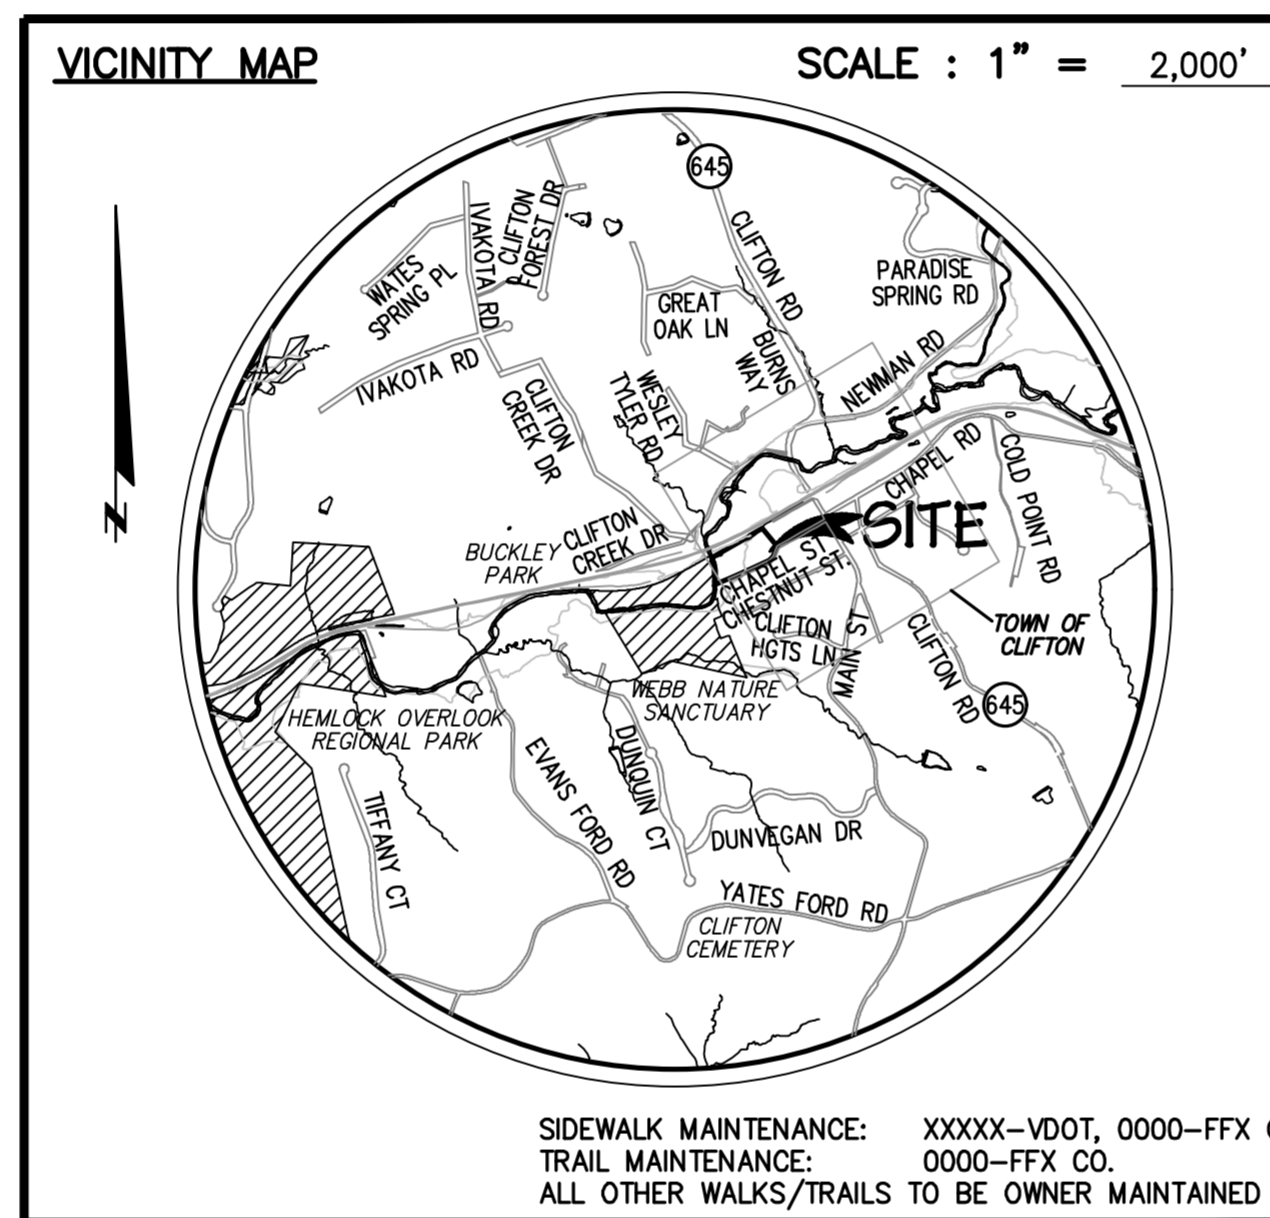 VICINITY MAP
SCALE : 1" = 2,000'
645
CLIFTON
FOREST DR
IVAKOTA RD
WATES
SPRING PL
CLIFTON RD
PARADISE
SPRING RD
GREAT
OAK LN
BURNS
WAY
NEWMAN RD
IVAKOTA RD
WESLEY
TYLER RD
CLIFTON
CREEK DR
CHAPEL RD
COLD POINT RD
SITE
CLIFTON
CREEK DR
BUCKLEY
PARK
CHAPEL ST
CHESTNUT ST.
CLIFTON
HGTS LN
MAIN ST
CLIFTON RD
TOWN OF
CLIFTON
645
WEBB NATURE
SANCTUARY
HEMLOCK OVERLOOK
REGIONAL PARK
EVANS FORD RD
DUNQUIN CT
TIFFANY CT
DUNVEGAN DR
YATES FORD RD
CLIFTON
CEMETERY
N
SIDEWALK MAINTENANCE: XXXXX-VDOT, 0000-FFX
TRAIL MAINTENANCE: 0000-FFX CO.
ALL OTHER WALKS/TRAILS TO BE OWNER MAINTAINED